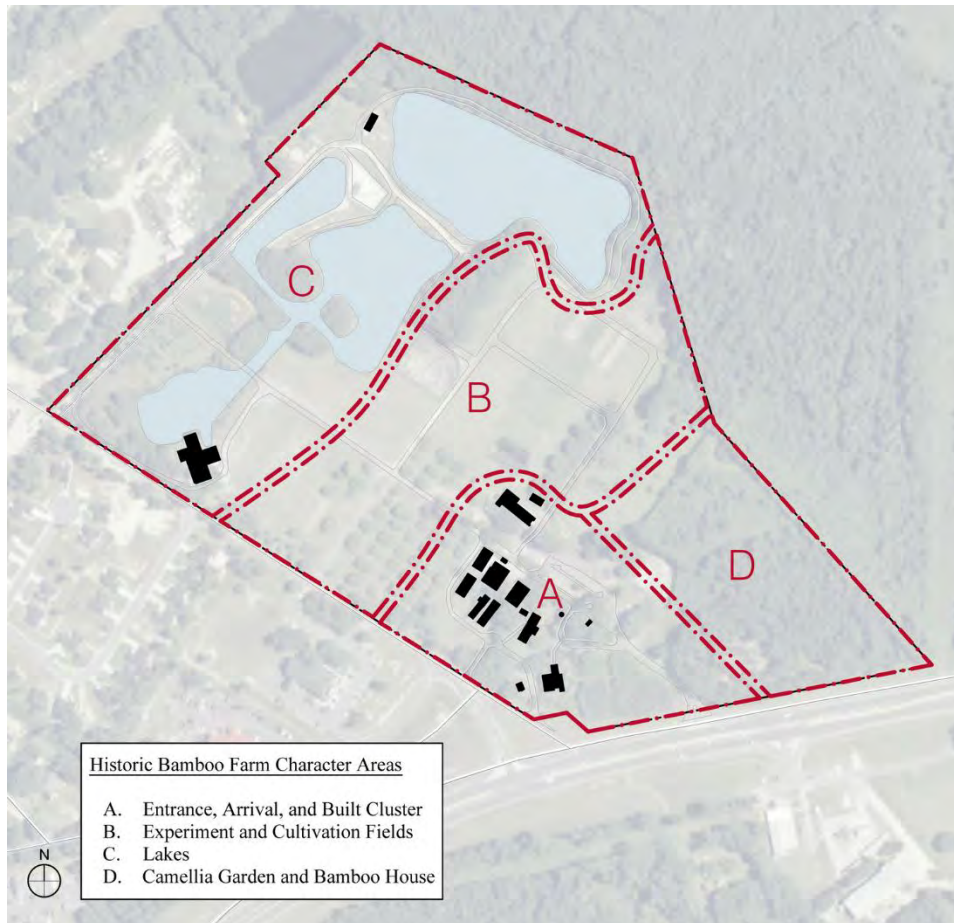 C
B
A
D
Historic Bamboo Farm Character Areas
A. Entrance, Arrival, and Built Cluster
B. Experiment and Cultivation Fields
C. Lakes
D. Camellia Garden and Bamboo House
N